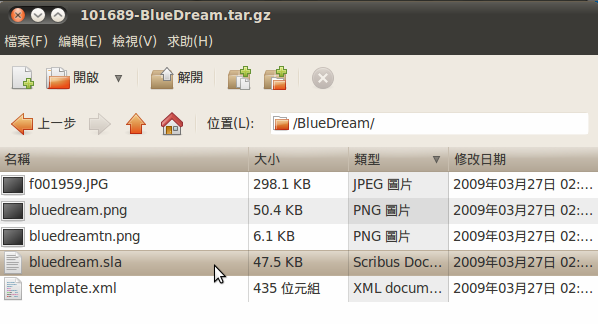 101689-BlueDream.tar.gz
檔案(F) 編輯(E) 檢視(V) 求助(H)
開啟 解開
上一步 位置(L): /BlueDream/
名稱 大小 類型 修改日期
f001959.JPG 298.1 KB JPEG 圖片 2009年03月27日 02:...
bluedream.png 50.4 KB PNG 圖片 2009年03月27日 02:...
bluedreamtn.png 6.1 KB PNG 圖片 2009年03月27日 02:...
bluedream.sla 47.5 KB Scribus Doc... 2009年03月27日 02:...
template.xml 435 位元組 XML docum... 2009年03月27日 02:...